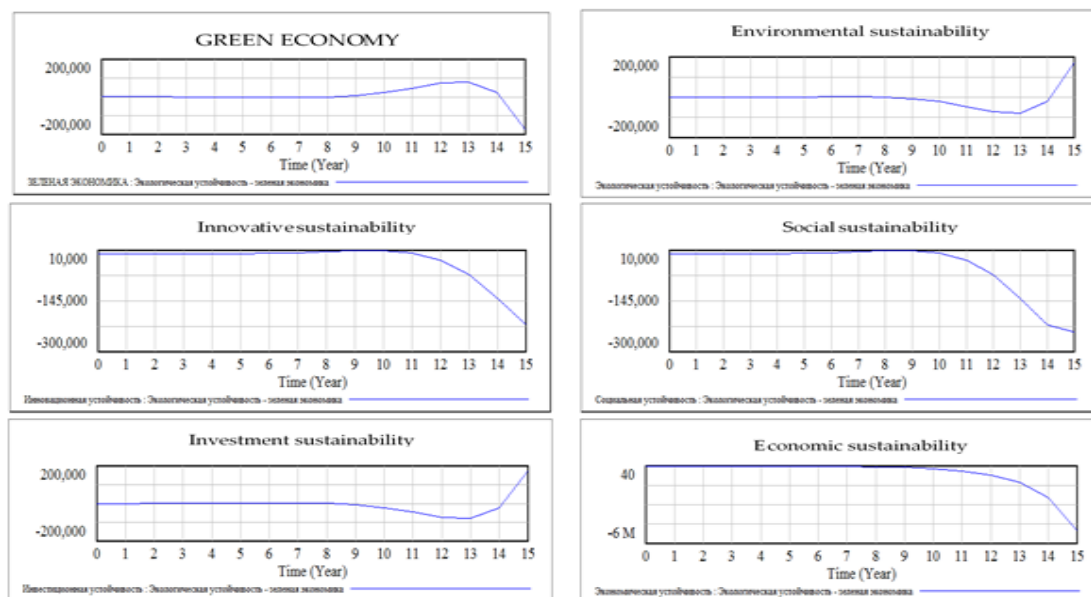 GREEN ECONOMY
200,000
-200,000
0 1 2 3 4 5 6 7 8 9 10 11 12 13 14 15
Time (Year)
ЗЕЛЕНАЯ ЭКОНОМИКА : Экологическая устойчивость - зеленая экономика
Environmental sustainability
200,000
-200,000
0 1 2 3 4 5 6 7 8 9 10 11 12 13 14 15
Time (Year)
Экологическая устойчивость : Экологическая устойчивость - зеленая экономика
Innovative sustainability
10,000
-145,000
-300,000
0 1 2 3 4 5 6 7 8 9 10 11 12 13 14 15
Time (Year)
Инновационная устойчивость : Экологическая устойчивость - зеленая экономика
Social sustainability
10,000
-145,000
-300,000
0 1 2 3 4 5 6 7 8 9 10 11 12 13 14 15
Time (Year)
Социальная устойчивость : Экологическая устойчивость - зеленая экономика
Investment sustainability
200,000
-200,000
0 1 2 3 4 5 6 7 8 9 10 11 12 13 14 15
Time (Year)
Инвестиционная устойчивость : Экологическая устойчивость - зеленая экономика
Economic sustainability
40
-6 M
0 1 2 3 4 5 6 7 8 9 10 11 12 13 14 15
Time (Year)
Экономическая устойчивость : Экологическая устойчивость - зеленая экономика